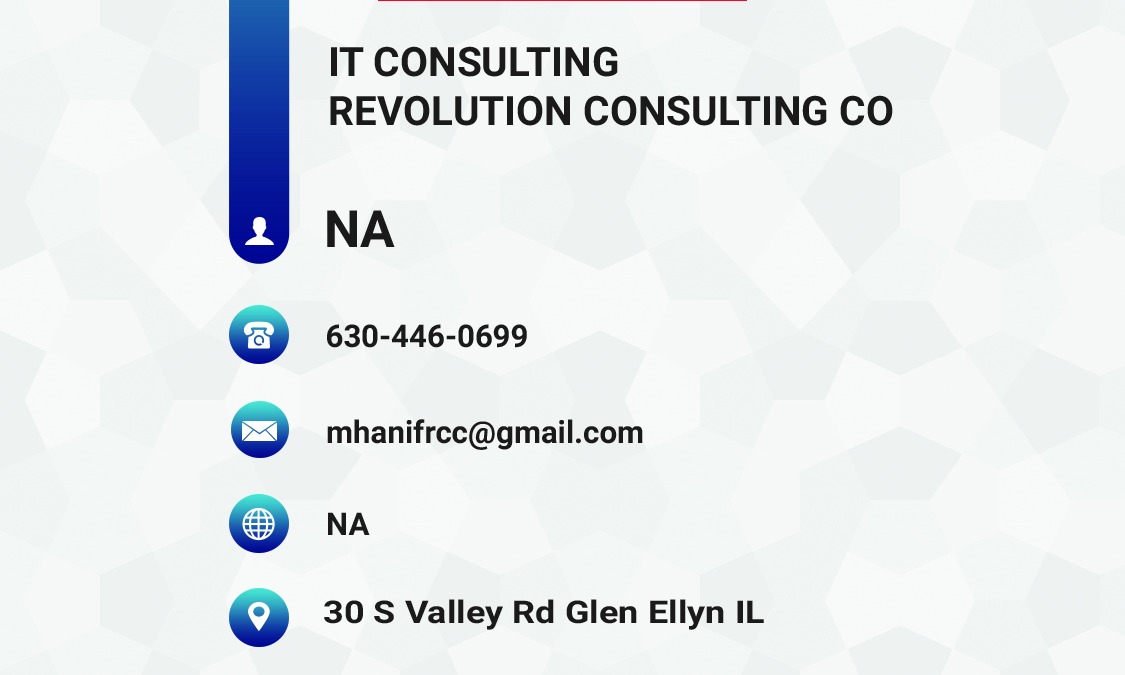 IT CONSULTING
REVOLUTION CONSULTING CO
NA
630-446-0699
mhanifrcc@gmail.com
NA
30 S Valley Rd Glen Ellyn IL